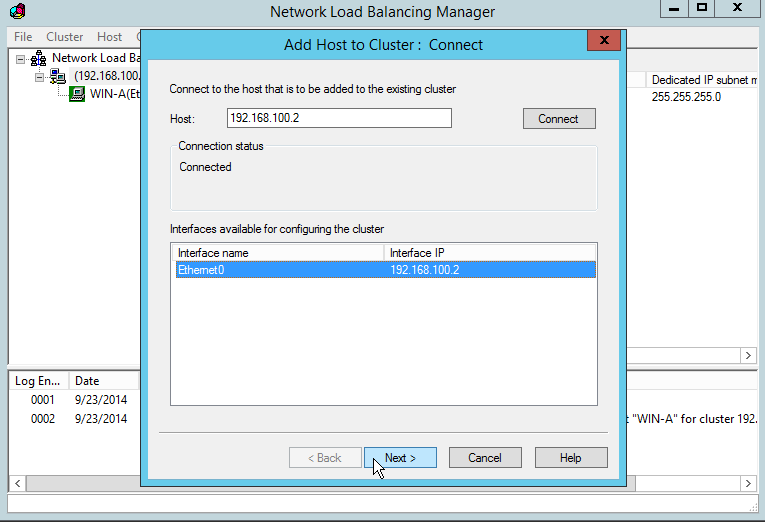 Network Load Balancing Manager
File Cluster Host
Add Host to Cluster : Connect
Network Load Ba
(192.168.100.
WIN-A(Et
Dedicated IP subnet m
255.255.255.0
Connect to the host that is to be added to the existing cluster
Host: 192.168.100.2 Connect
Connection status
Connected
Interfaces available for configuring the cluster
Interface name Interface IP
Ethernet0 192.168.100.2
Log En... Date
0001 9/23/2014
0002 9/23/2014 "WIN-A" for cluster 192.
< Back Next > Cancel Help